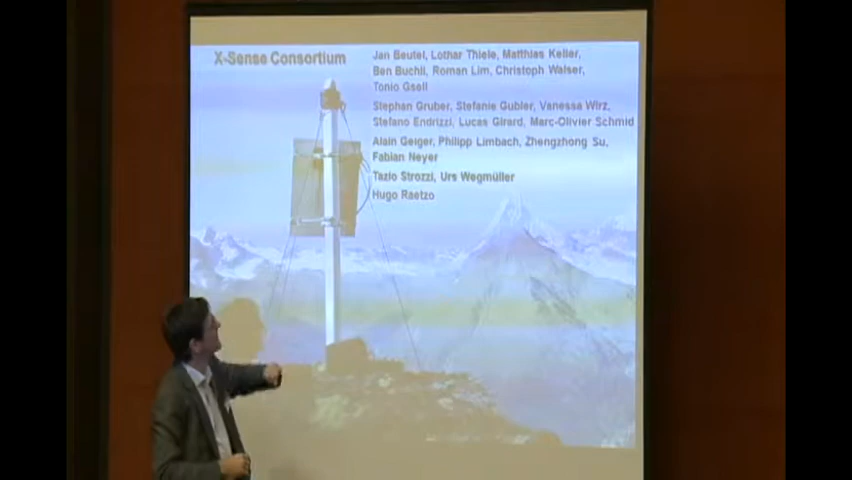 X-Sense Consortium
Jan Beutel, Lothar Thiele, Matthias Keller,
Ben Buchli, Roman Lim, Christoph Walser,
Tonio Gsell
Stephan Gruber, Stefanie Gubler, Vanessa Wirz,
Stefano Endrizzi, Lucas Girard, Marc-Olivier Schmid
Alain Geiger, Philipp Limbach, Zhengzhong Su,
Fabian Neyer
Tazio Strozzi, Urs Wegmüller
Hugo Raetzo